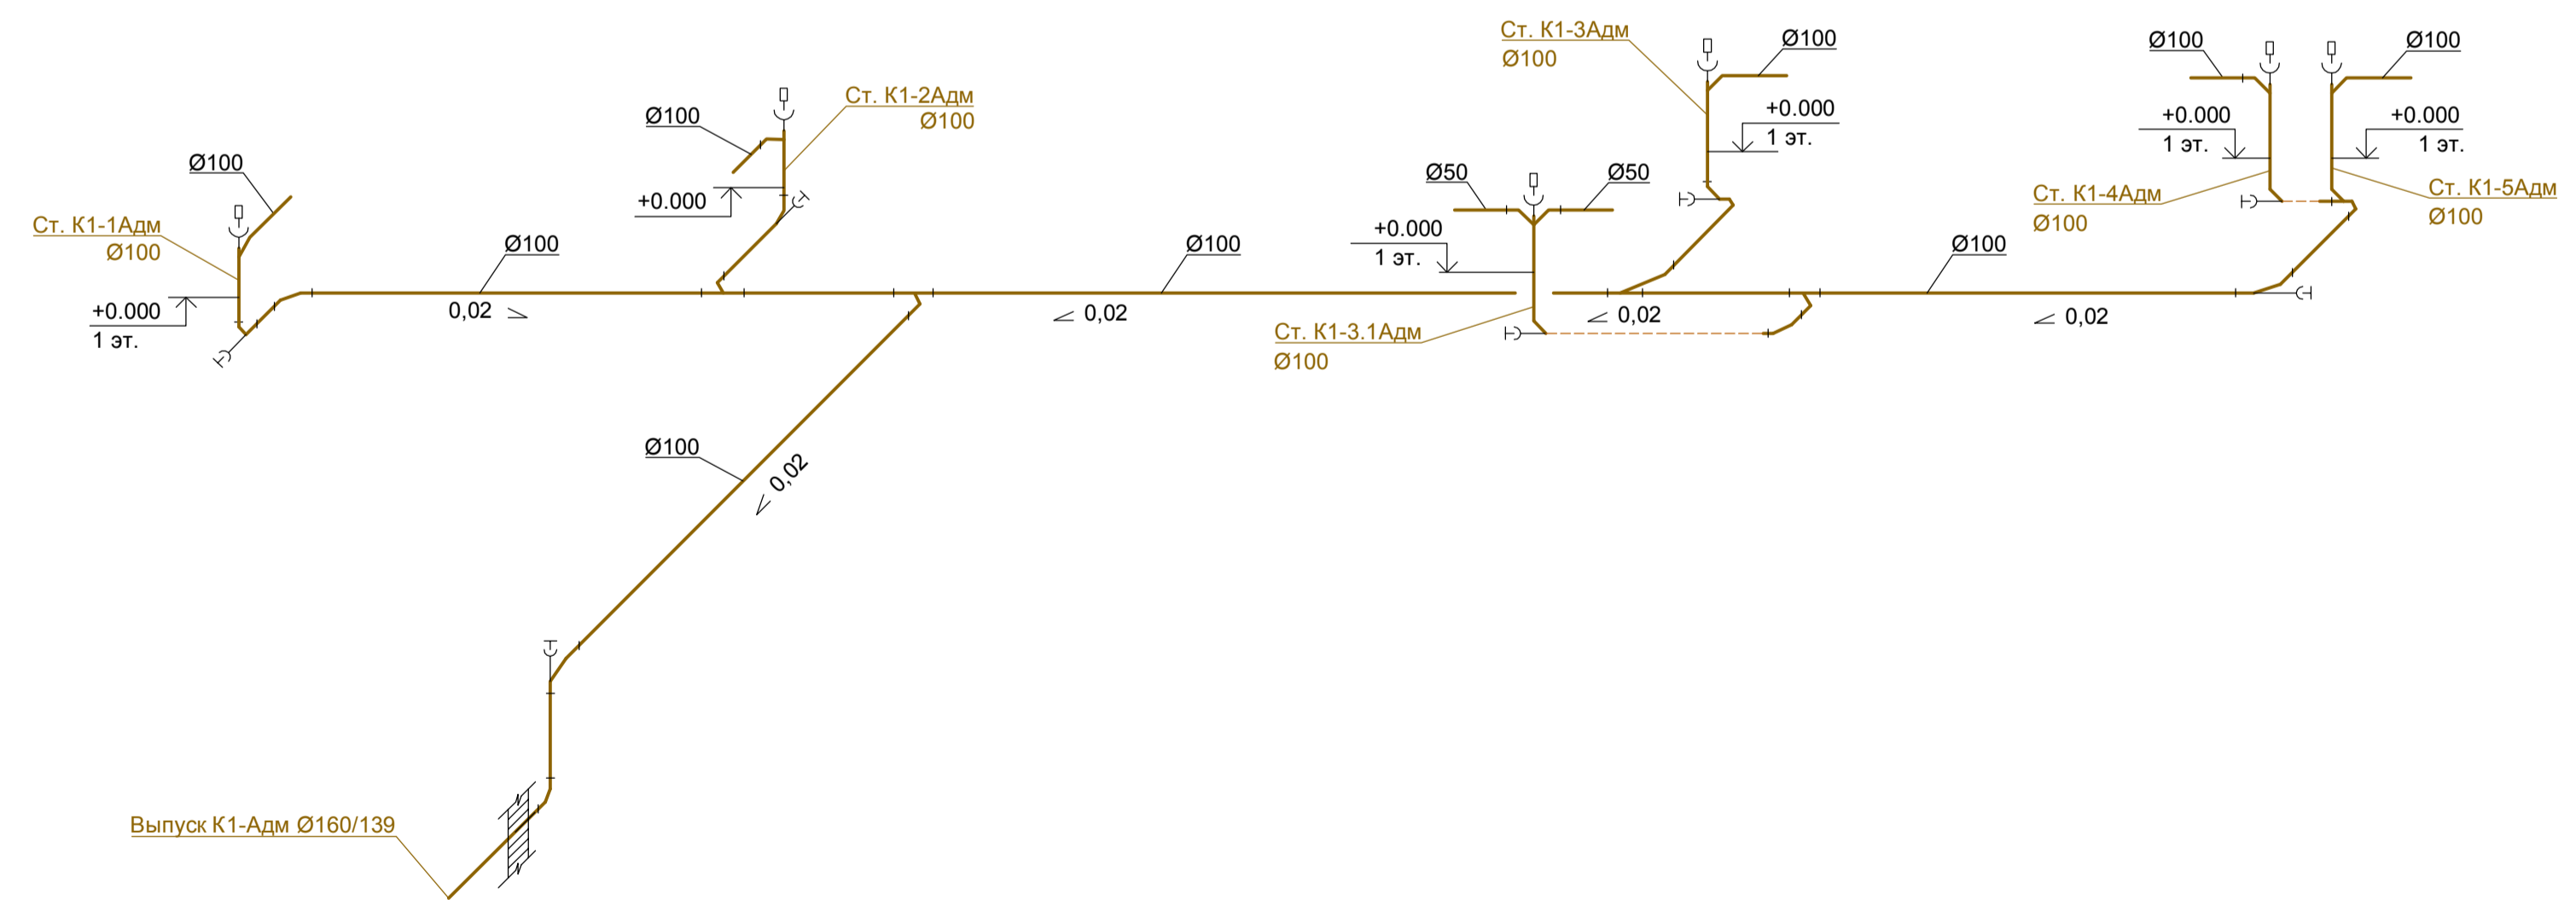 Ст. К1-1Адм
Ø100
Ø100
+0.000
1 эт.
Ø100
0,02
Ø100
Ст. К1-2Адм
Ø100
+0.000
Ø100
0,02
Ø100
0,02
Выпуск К1-Адм Ø160/139
Ø50
Ø50
+0.000
1 эт.
Ст. К1-3.1Адм
Ø100
Ст. К1-3Адм
Ø100
Ø100
+0.000
1 эт.
0,02
Ø100
0,02
Ø100
+0.000
1 эт.
Ст. К1-4Адм
Ø100
Ø100
+0.000
1 эт.
Ст. К1-5Адм
Ø100